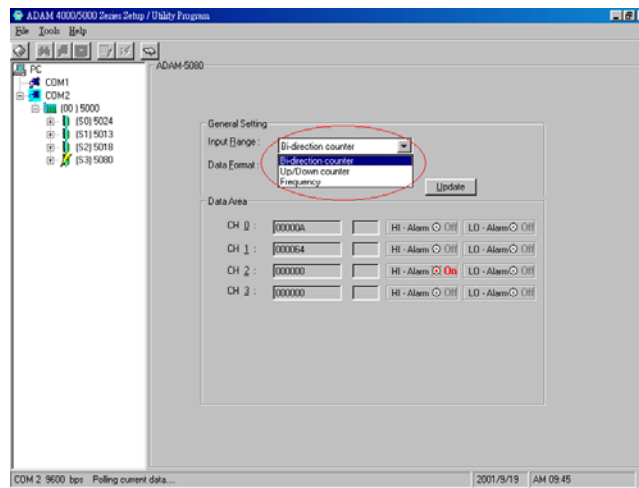 ADAM 4000/5000 Series Setup / Utility Program
File Tools Help
PC
COM1
COM2
(00) 5000
(S0) 5024
(S1) 5013
(S2) 5018
(S3) 5080
ADAM-5080
General Setting
Input Range : Bi-direction counter
Bi-direction counter
Up/Down counter
Frequency
Data Format :
Update
Data Area
CH 0 : 00000A HI - Alarm Off LO - Alarm Off
CH 1 : 000064 HI - Alarm Off LO - Alarm Off
CH 2 : 000000 HI - Alarm On LO - Alarm Off
CH 3 : 000000 HI - Alarm Off LO - Alarm Off
COM 2 9600 bps Polling current data.... 2001/9/19 AM 09:45